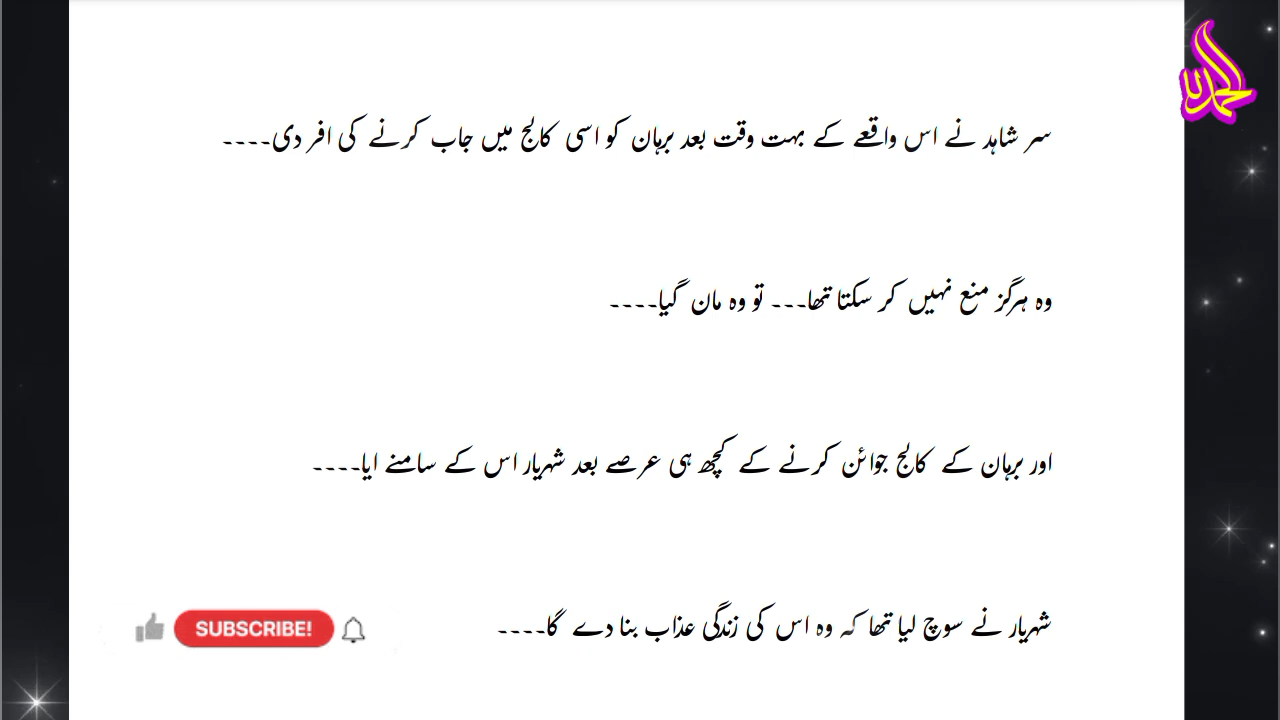 سر شاہد نے اس واقعے کے بہت وقت بعد برہان کو اسی کالج میں جاب کرنے کی افر دی۔۔۔۔
وہ ہرگز منع نہیں کر سکتا تھا۔۔۔ تو وہ مان گیا۔۔۔۔
اور برہان کے کالج جوائن کرنے کے کچھ ہی عرصے بعد شہریار اس کے سامنے ایا۔۔۔۔
شہریار نے سوچ لیا تھا کہ وہ اس کی زندگی عذاب بنا دے گا۔۔۔۔
SUBSCRIBE!